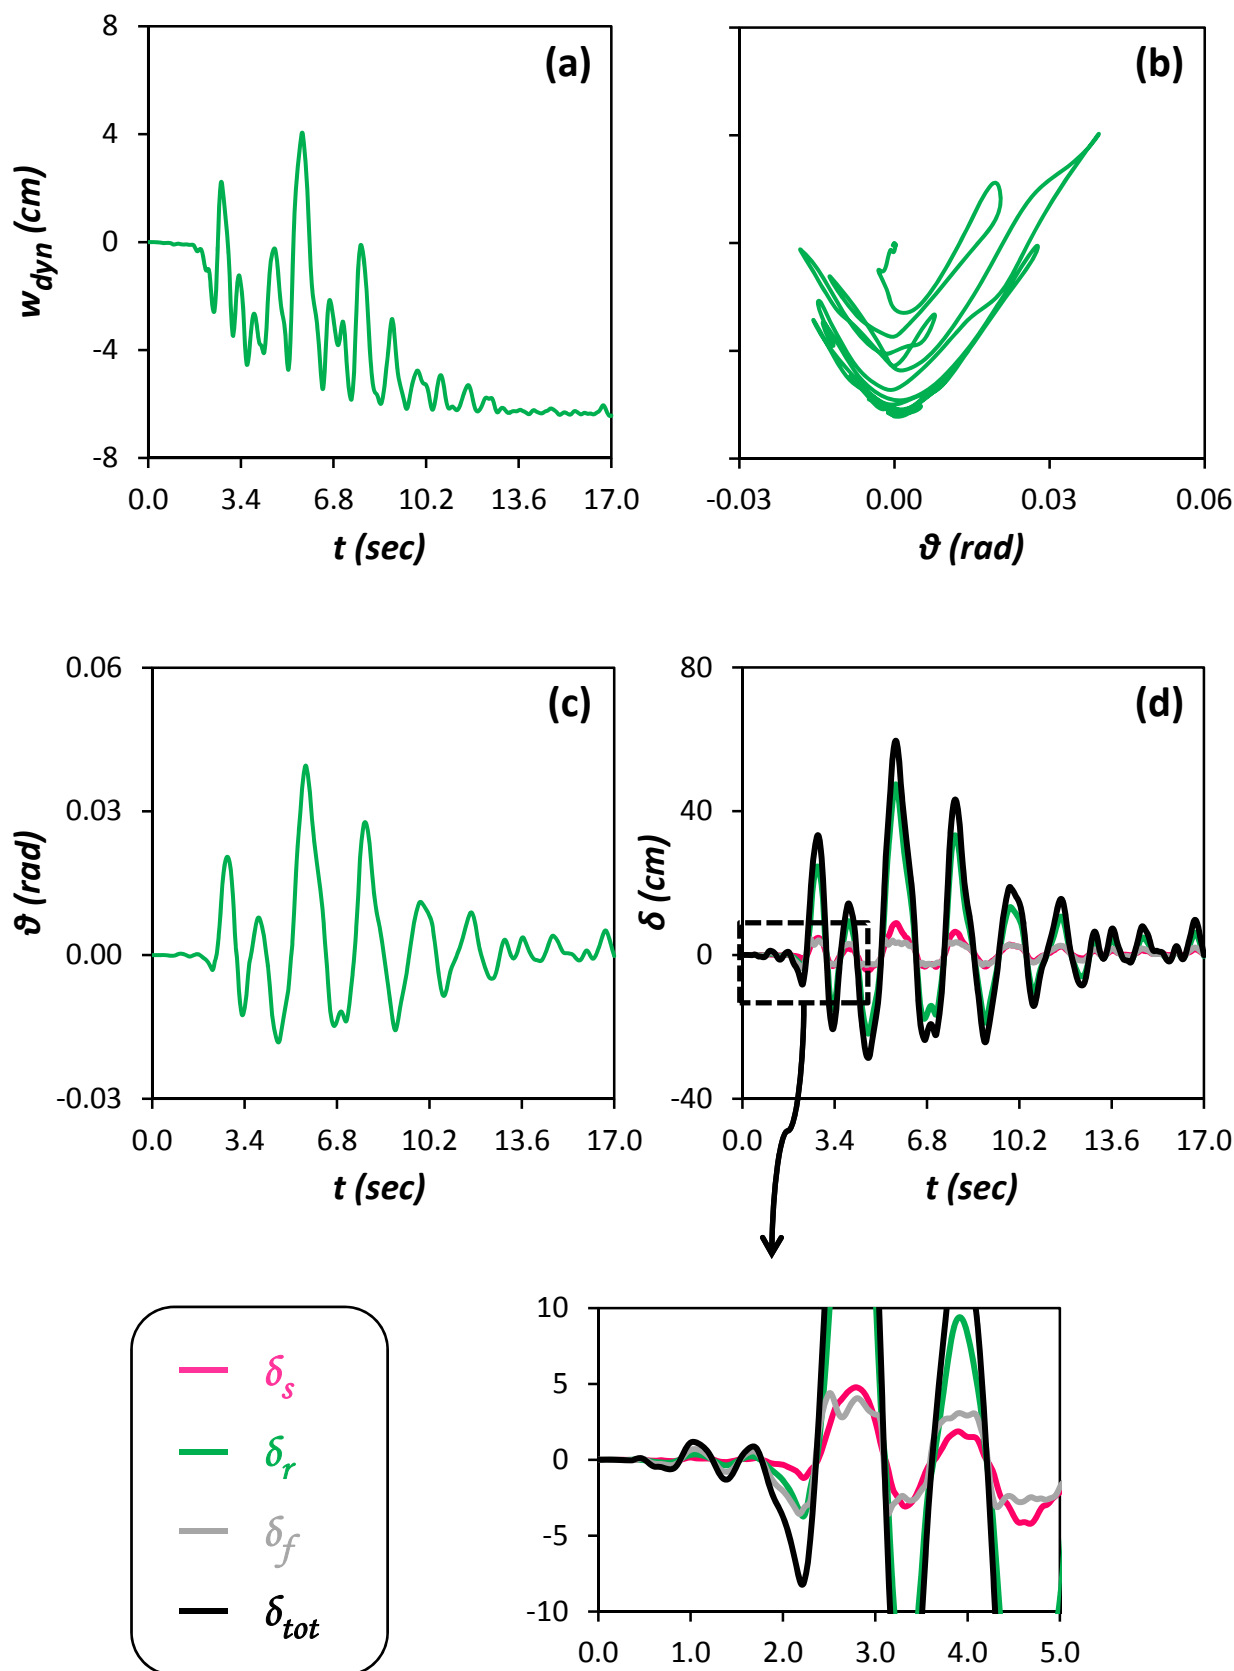 8
4
0
-4
-8
w_dyn (cm)
(a)
0.0 3.4 6.8 10.2 13.6 17.0
t (sec)
(b)
-0.03 0.00 0.03 0.06
ϑ (rad)
0.06
0.03
0.00
-0.03
ϑ (rad)
(c)
0.0 3.4 6.8 10.2 13.6 17.0
t (sec)
80
40
0
-40
δ (cm)
(d)
0.0 3.4 6.8 10.2 13.6 17.0
t (sec)
δ_s
δ_r
δ_f
δ_tot
10
5
0
-5
-10
0.0 1.0 2.0 3.0 4.0 5.0